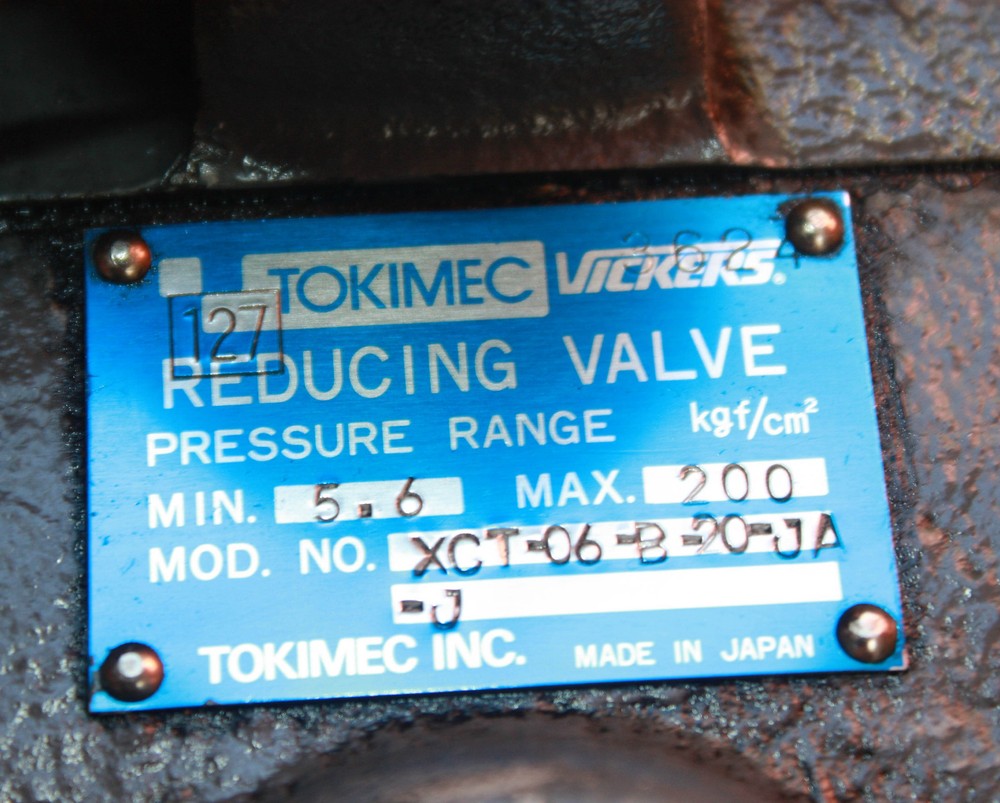 TOKIMEC VICKERS®
127
REDUCING VALVE
PRESSURE RANGE kgf/cm²
MIN. 5.6 MAX. 200
MOD. NO. XCT-06-B-20-JA
-J
TOKIMEC INC. MADE IN JAPAN